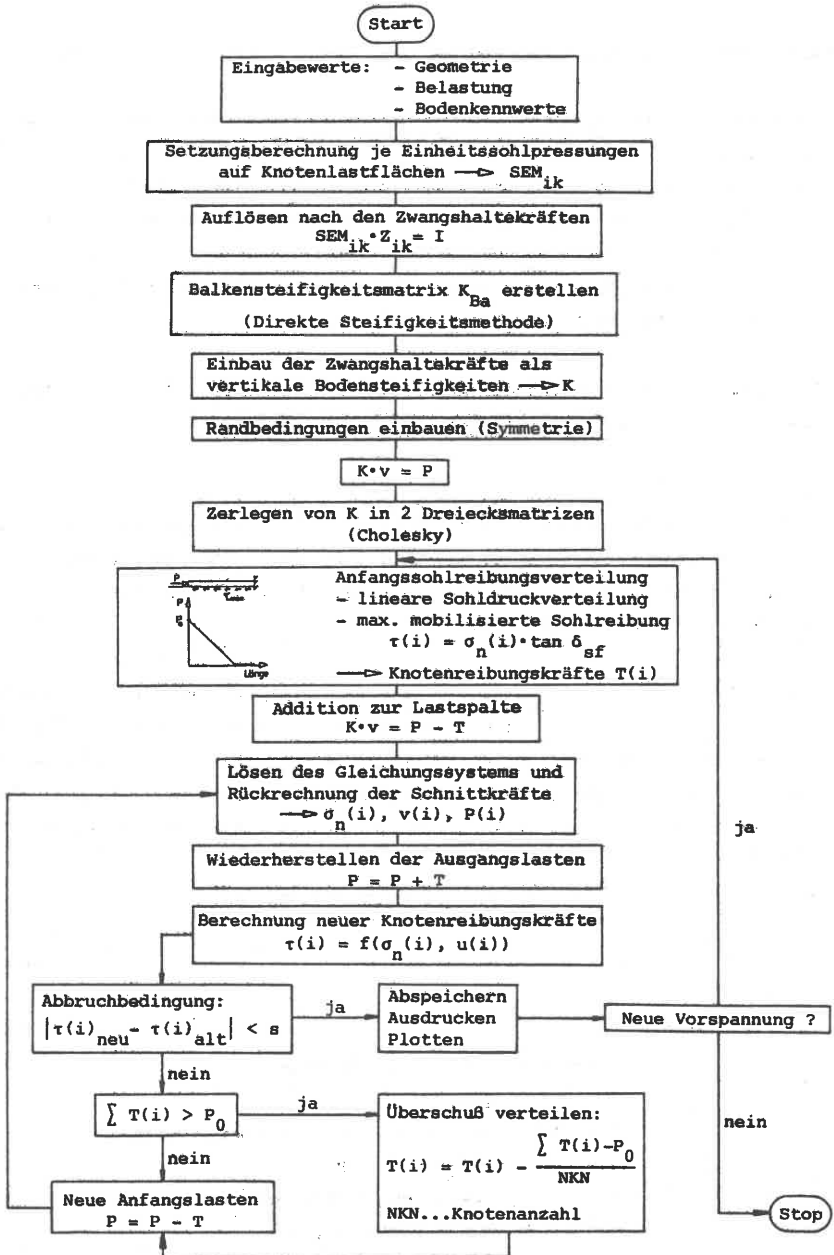 Start
Eingabewerte: - Geometrie
- Belastung
- Bodenkennwerte
Setzungsberechnung je Einheitssohlpressungen
auf Knotenlastflächen —▷ SEM_ik
Auflösen nach den Zwangshaltekräften
SEM_ik · Z_ik = I
Balkensteifigkeitsmatrix K_Ba erstellen
(Direkte Steifigkeitsmethode)
Einbau der Zwangshaltekräfte als
vertikale Bodensteifigkeiten —▷ K
Randbedingungen einbauen (Symmetrie)
K·v = P
Zerlegen von K in 2 Dreiecksmatrizen
(Cholesky)
P
P
P₀
Länge
Anfangssohlreibungsverteilung
- lineare Sohldruckverteilung
- max. mobilisierte Sohlreibung
τ(i) = σ_n(i)·tan δ_sf
—▷ Knotenreibungskräfte T(i)
Addition zur Lastspalte
K·v = P - T
Lösen des Gleichungssystems und
Rückrechnung der Schnittkräfte
—▷ σ_n(i), v(i), P(i)
ja
Wiederherstellen der Ausgangslasten
P = P + T
Berechnung neuer Knotenreibungskräfte
τ(i) = f(σ_n(i), u(i))
Abbruchbedingung:
|τ(i)_neu - τ(i)_alt| < s
ja
Abspeichern
Ausdrucken
Plotten
Neue Vorspannung ?
nein
∑ T(i) > P_0
ja
Überschuß verteilen:
T(i) = T(i) - (∑ T(i)-P_0)/NKN
NKN...Knotenanzahl
nein
nein
Neue Anfangslasten
P = P - T
Stop